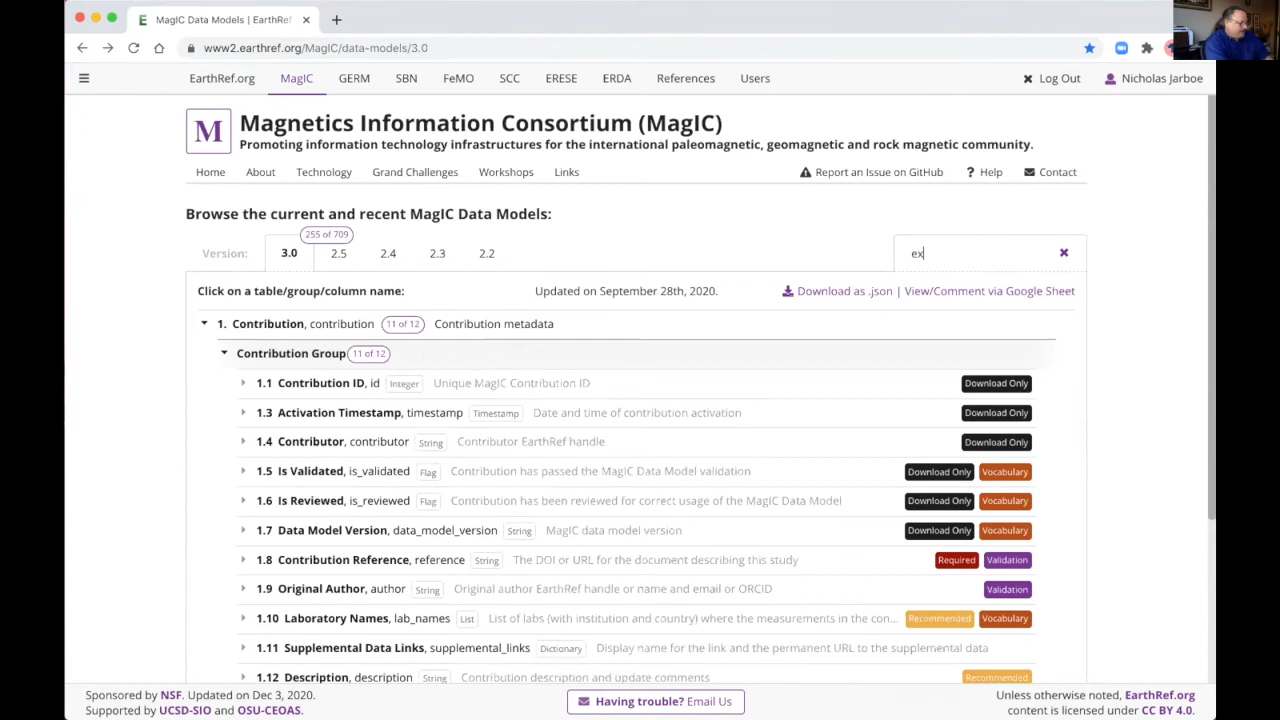 MagIC Data Models | EarthRef
www2.earthref.org/MagIC/data-models/3.0
EarthRef.org MagIC GERM SBN FeMO SCC ERESE ERDA References Users Log Out Nicholas Jarboe
M
Magnetics Information Consortium (MagIC)
Promoting information technology infrastructures for the international paleomagnetic, geomagnetic and rock magnetic community.
Home About Technology Grand Challenges Workshops Links Report an Issue on GitHub ? Help Contact
Browse the current and recent MagIC Data Models:
255 of 709
Version: 3.0 2.5 2.4 2.3 2.2 ex
Click on a table/group/column name: Updated on September 28th, 2020. Download as .json | View/Comment via Google Sheet
1. Contribution, contribution 11 of 12 Contribution metadata
Contribution Group 11 of 12
1.1 Contribution ID, id Integer Unique MagIC Contribution ID Download Only
1.3 Activation Timestamp, timestamp Timestamp Date and time of contribution activation Download Only
1.4 Contributor, contributor String Contributor EarthRef handle Download Only
1.5 Is Validated, is_validated Flag Contribution has passed the MagIC Data Model validation Download Only Vocabulary
1.6 Is Reviewed, is_reviewed Flag Contribution has been reviewed for correct usage of the MagIC Data Model Download Only Vocabulary
1.7 Data Model Version, data_model_version String MagIC data model version Download Only Vocabulary
1.8 Contribution Reference, reference String The DOI or URL for the document describing this study Required Validation
1.9 Original Author, author String Original author EarthRef handle or name and email or ORCID Validation
1.10 Laboratory Names, lab_names List List of labs (with institution and country) where the measurements in the con... Recommended Vocabulary
1.11 Supplemental Data Links, supplemental_links Dictionary Display name for the link and the permanent URL to the supplemental data
1.12 Description, description String Contribution description and update comments Recommended
Sponsored by NSF. Updated on Dec 3, 2020. Having trouble? Email Us Unless otherwise noted, EarthRef.org
Supported by UCSD-SIO and OSU-CEOAS. content is licensed under CC BY 4.0.